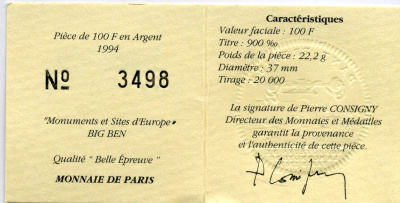 Pièce de 100 F en Argent
1994
No 3498
"Monuments et Sites d'Europe"
BIG BEN
Qualité " Belle Épreuve "
MONNAIE DE PARIS
Caractéristiques
Valeur faciale : 100 F
Titre : 900 ‰
Poids de la pièce : 22,2 g
Diamètre : 37 mm
Tirage : 20 000
La signature de Pierre CONSIGNY
Directeur des Monnaies et Médailles
garantit la provenance
et l'authenticité de cette pièce.